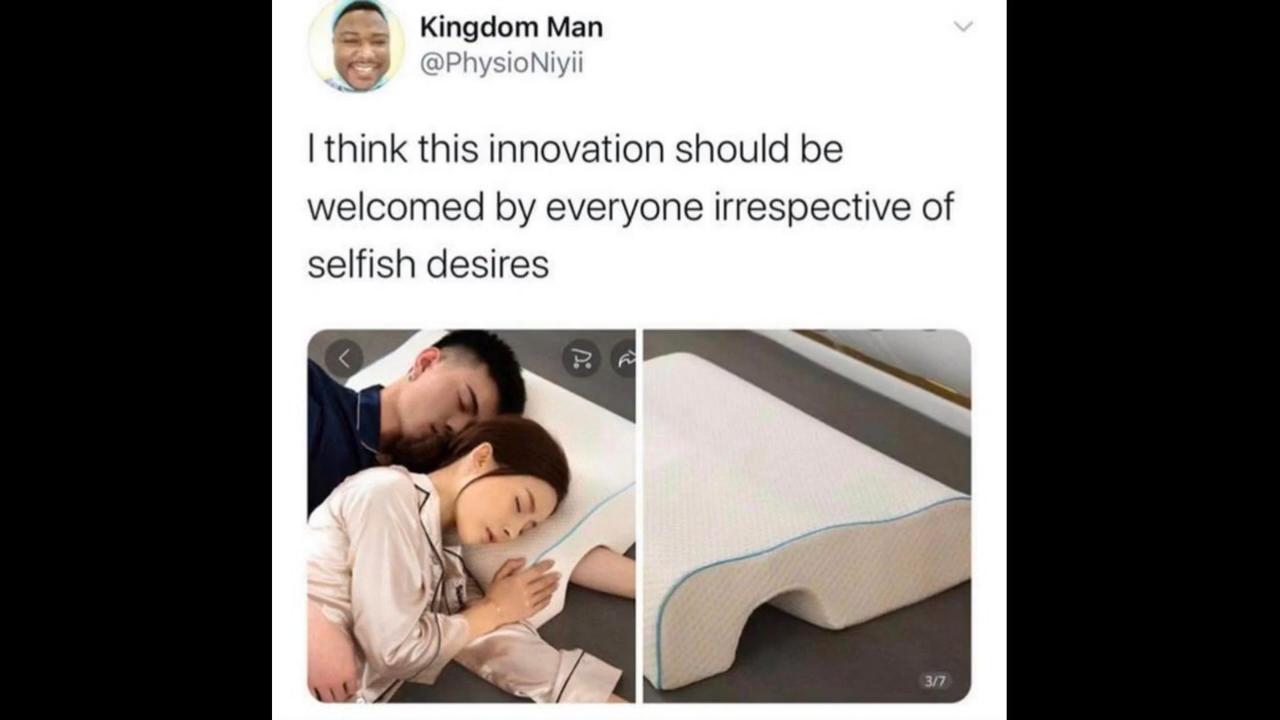 Kingdom Man
@PhysioNiyii
I think this innovation should be
welcomed by everyone irrespective of
selfish desires
3/7